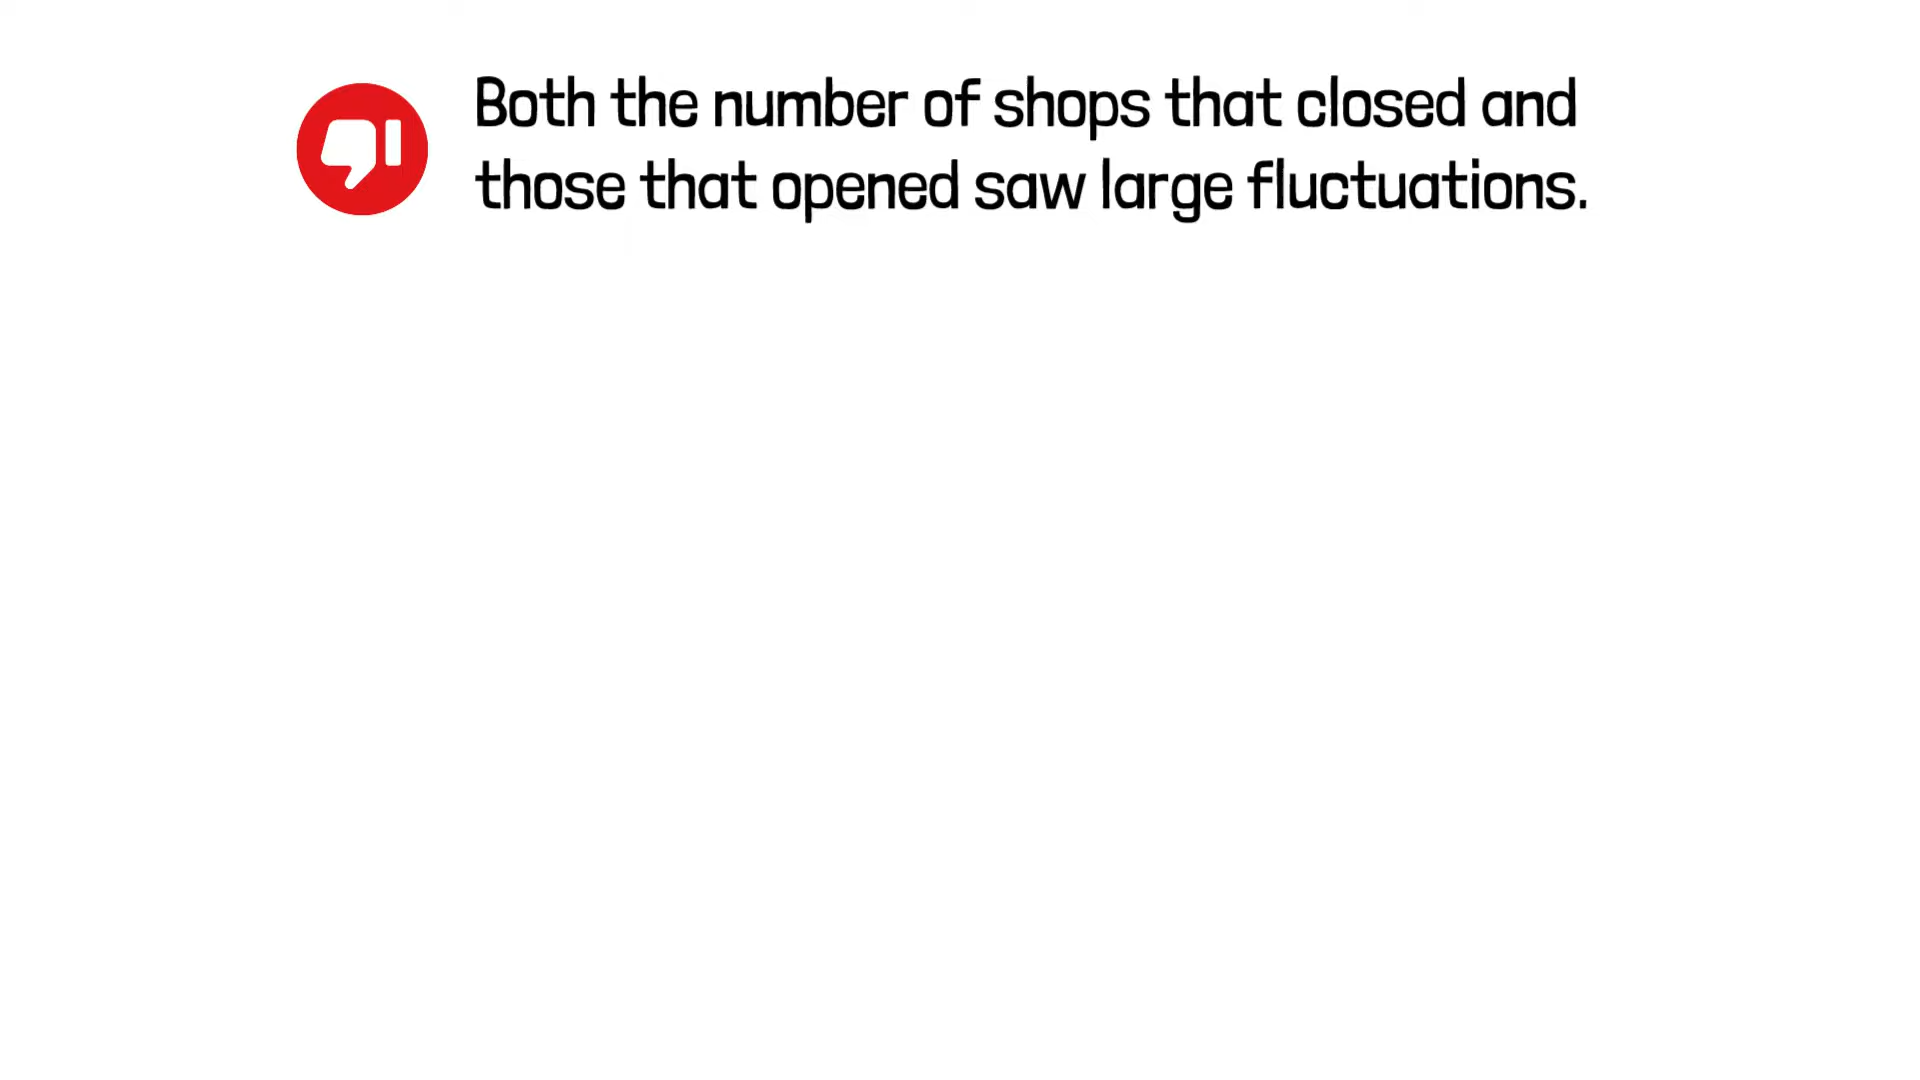 Both the number of shops that closed and
those that opened saw large fluctuations.